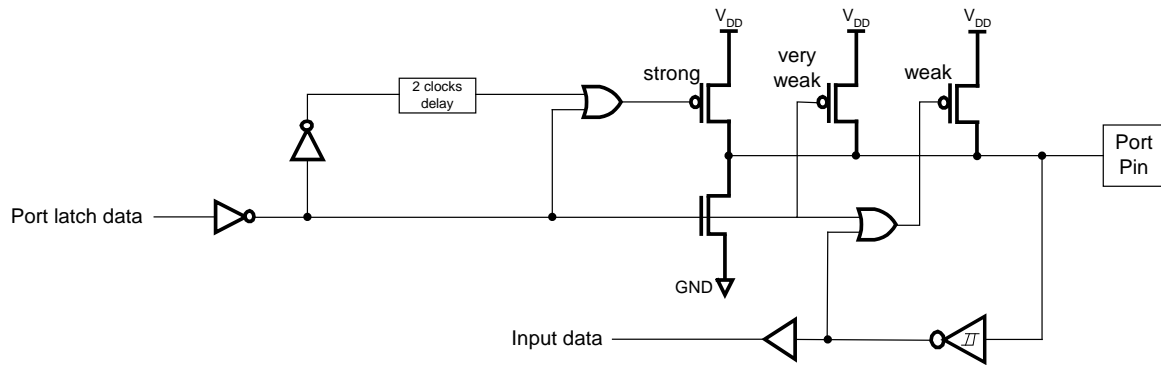 V_DD
V_DD
V_DD
very
weak
weak
strong
2 clocks
delay
Port
Pin
Port latch data
GND
Input data